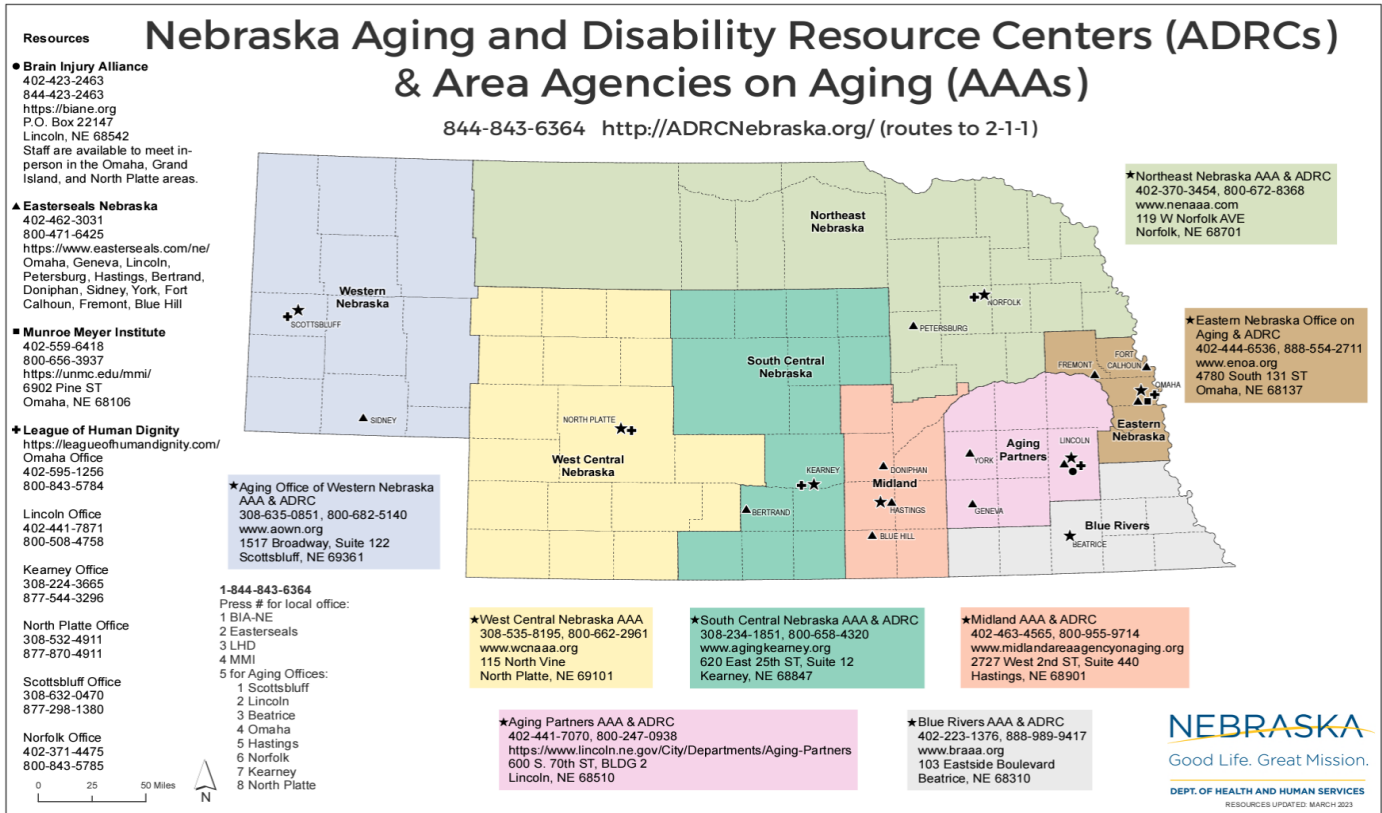 Nebraska Aging and Disability Resource Centers (ADRCs)
& Area Agencies on Aging (AAAs)
844-843-6364 http://ADRCNebraska.org/ (routes to 2-1-1)
Resources
Brain Injury Alliance
402-423-2463
844-423-2463
https://biane.org
P.O. Box 22147
Lincoln, NE 68542
Staff are available to meet in-
person in the Omaha, Grand
Island, and North Platte areas.
Easterseals Nebraska
402-462-3031
800-471-6425
https://www.easterseals.com/ne/
Omaha, Geneva, Lincoln,
Petersburg, Hastings, Bertrand,
Doniphan, Sidney, York, Fort
Calhoun, Fremont, Blue Hill
Munroe Meyer Institute
402-559-6418
800-656-3937
https://unmc.edu/mmi/
6902 Pine ST
Omaha, NE 68106
League of Human Dignity
https://leagueofhumandignity.com/
Omaha Office
402-595-1256
800-843-5784
Lincoln Office
402-441-7871
800-508-4758
Kearney Office
308-224-3665
877-544-3296
North Platte Office
308-532-4911
877-870-4911
Scottsbluff Office
308-632-0470
877-298-1380
Norfolk Office
402-371-4475
800-843-5785
0 25 50 Miles
N
1-844-843-6364
Press # for local office:
1 BIA-NE
2 Easterseals
3 LHD
4 MMI
5 for Aging Offices:
1 Scottsbluff
2 Lincoln
3 Beatrice
4 Omaha
5 Hastings
6 Norfolk
7 Kearney
8 North Platte
Western
Nebraska
SCOTTSBLUFF
SIDNEY
Northeast
Nebraska
NORFOLK
PETERSBURG
South Central
Nebraska
KEARNEY
BERTRAND
NORTH PLATTE
West Central
Nebraska
DONIPHAN
Midland
HASTINGS
BLUE HILL
Aging
Partners
YORK
LINCOLN
GENEVA
FREMONT
FORT
CALHOUN
OMAHA
Eastern
Nebraska
Blue Rivers
BEATRICE
Northeast Nebraska AAA & ADRC
402-370-3454, 800-672-8368
www.nenaaa.com
119 W Norfolk AVE
Norfolk, NE 68701
Eastern Nebraska Office on
Aging & ADRC
402-444-6536, 888-554-2711
www.enoa.org
4780 South 131 ST
Omaha, NE 68137
Aging Office of Western Nebraska
AAA & ADRC
308-635-0851, 800-682-5140
www.aown.org
1517 Broadway, Suite 122
Scottsbluff, NE 69361
West Central Nebraska AAA
308-535-8195, 800-662-2961
www.wcnaaa.org
115 North Vine
North Platte, NE 69101
South Central Nebraska AAA & ADRC
308-234-1851, 800-658-4320
www.agingkearney.org
620 East 25th ST, Suite 12
Kearney, NE 68847
Midland AAA & ADRC
402-463-4565, 800-955-9714
www.midlandareaagencyonaging.org
2727 West 2nd ST, Suite 440
Hastings, NE 68901
Aging Partners AAA & ADRC
402-441-7070, 800-247-0938
https://www.lincoln.ne.gov/City/Departments/Aging-Partners
600 S. 70th ST, BLDG 2
Lincoln, NE 68510
Blue Rivers AAA & ADRC
402-223-1376, 888-989-9417
www.braaa.org
103 Eastside Boulevard
Beatrice, NE 68310
NEBRASKA
Good Life. Great Mission.
DEPT. OF HEALTH AND HUMAN SERVICES
RESOURCES UPDATED: MARCH 2023